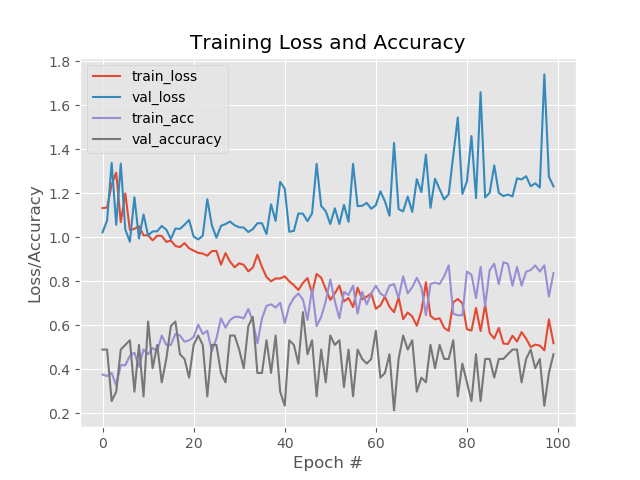 Training Loss and Accuracy
1.8
1.6
1.4
1.2
1.0
0.8
0.6
0.4
0.2
Loss/Accuracy
train_loss
val_loss
train_acc
val_accuracy
0 20 40 60 80 100
Epoch #